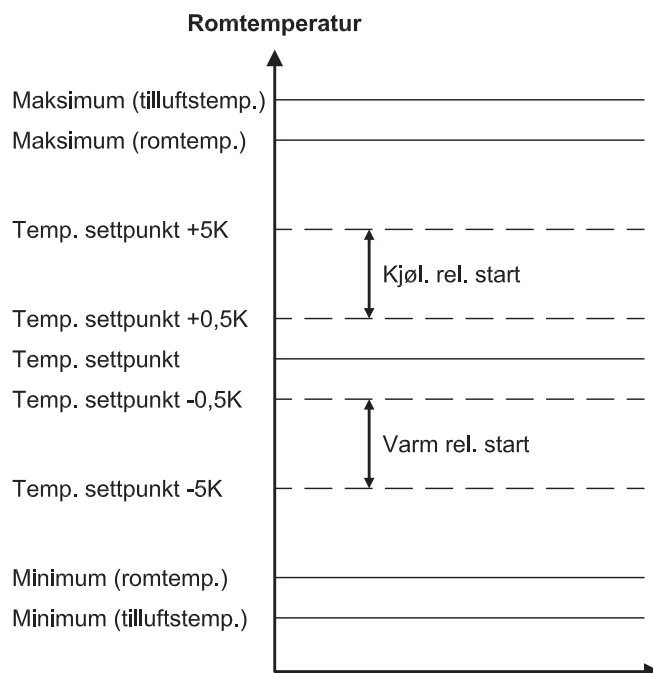 Romtemperatur
Maksimum (tilluftstemp.)
Maksimum (romtemp.)
Temp. settpunkt +5K
Kjøl. rel. start
Temp. settpunkt +0,5K
Temp. settpunkt
Temp. settpunkt -0,5K
Varm rel. start
Temp. settpunkt -5K
Minimum (romtemp.)
Minimum (tilluftstemp.)